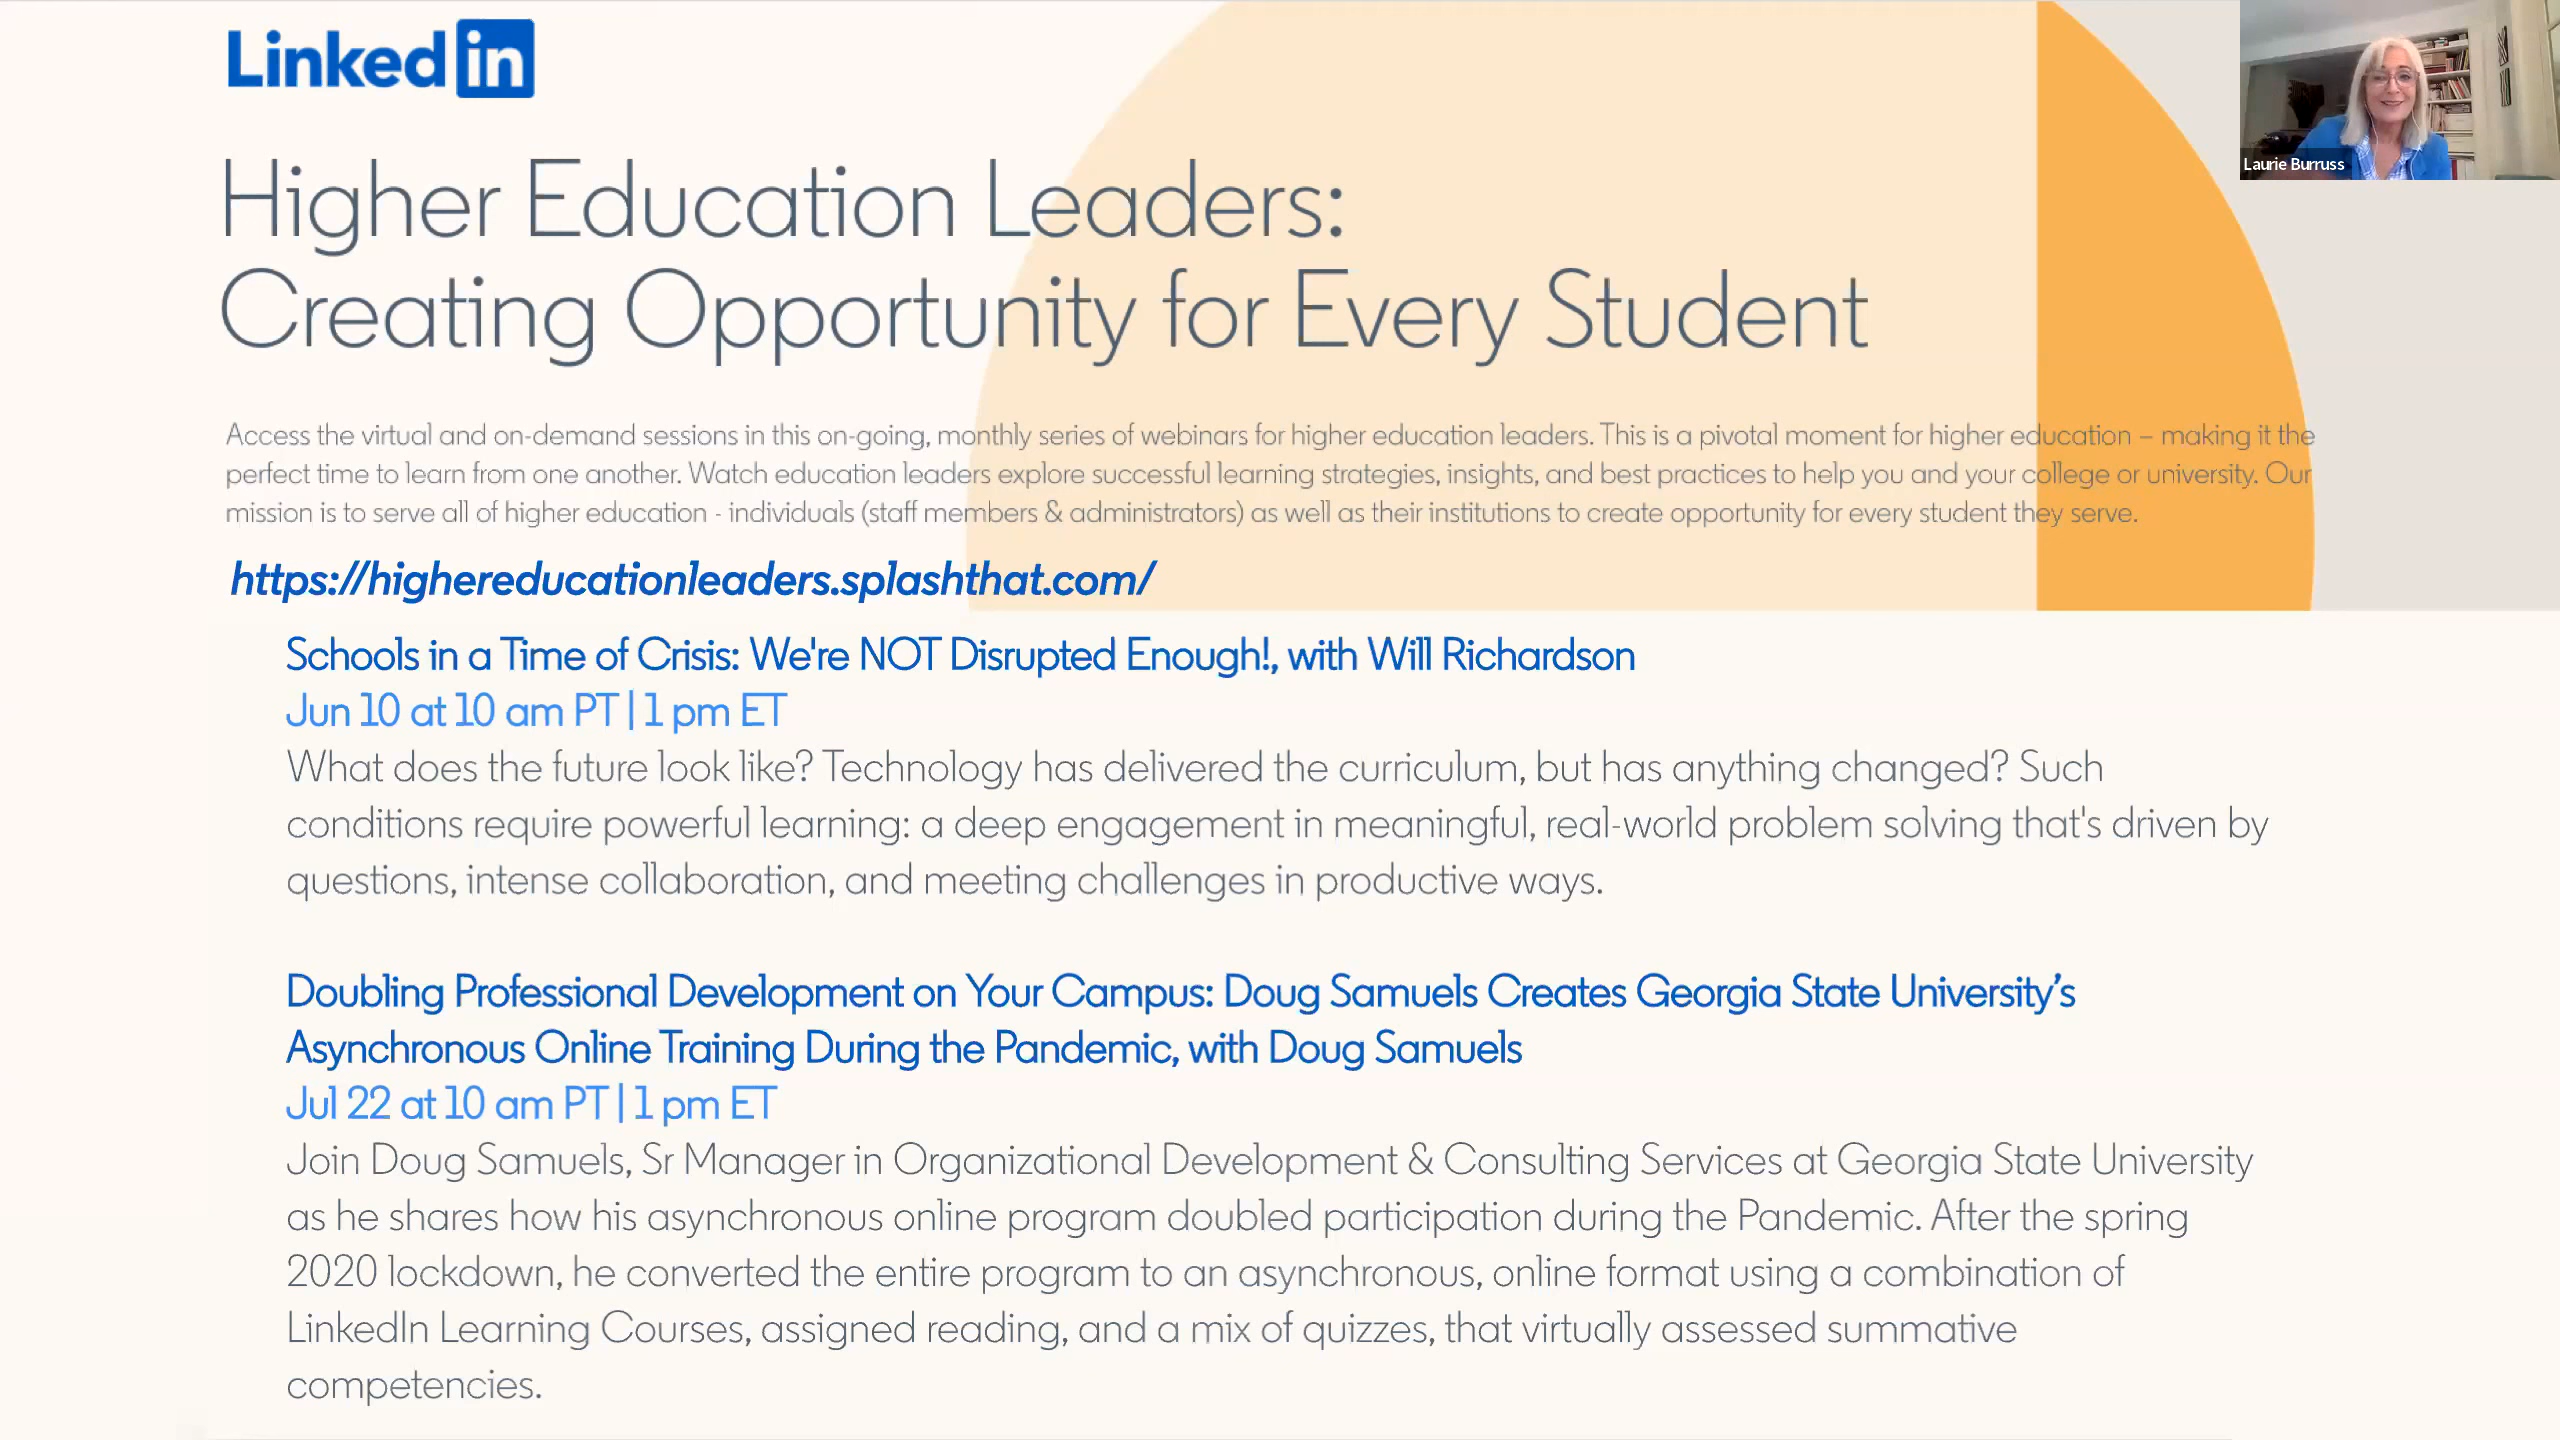 Linked in
Laurie Burruss
Higher Education Leaders:
Creating Opportunity for Every Student
Access the virtual and on-demand sessions in this on-going, monthly series of webinars for higher education leaders. This is a pivotal moment for higher education – making it the
perfect time to learn from one another. Watch education leaders explore successful learning strategies, insights, and best practices to help you and your college or university. Our
mission is to serve all of higher education - individuals (staff members & administrators) as well as their institutions to create opportunity for every student they serve.
https://highereducationleaders.splashthat.com/
Schools in a Time of Crisis: We're NOT Disrupted Enough!, with Will Richardson
Jun 10 at 10 am PT | 1 pm ET
What does the future look like? Technology has delivered the curriculum, but has anything changed? Such
conditions require powerful learning: a deep engagement in meaningful, real-world problem solving that's driven by
questions, intense collaboration, and meeting challenges in productive ways.
Doubling Professional Development on Your Campus: Doug Samuels Creates Georgia State University’s
Asynchronous Online Training During the Pandemic, with Doug Samuels
Jul 22 at 10 am PT | 1 pm ET
Join Doug Samuels, Sr Manager in Organizational Development & Consulting Services at Georgia State University
as he shares how his asynchronous online program doubled participation during the Pandemic. After the spring
2020 lockdown, he converted the entire program to an asynchronous, online format using a combination of
LinkedIn Learning Courses, assigned reading, and a mix of quizzes, that virtually assessed summative
competencies.